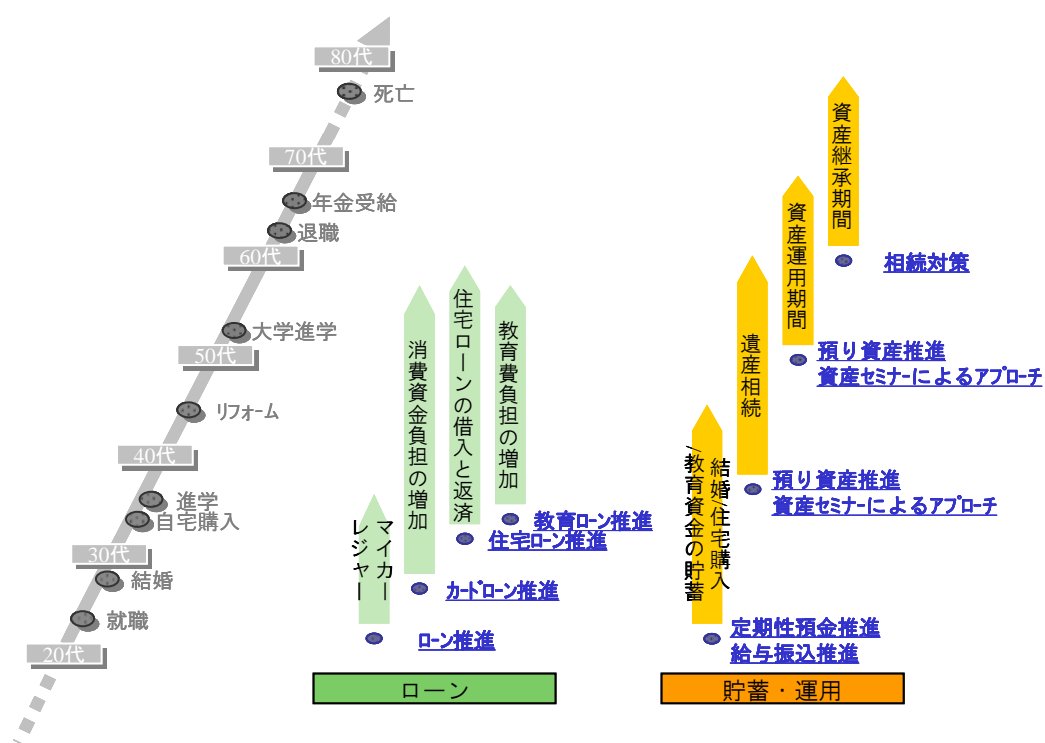 80代
死亡
70代
年金受給
退職
60代
大学進学
50代
リフォーム
40代
進学
自宅購入
30代
結婚
就職
20代
マイカー
レジャー
ローン推進
消費資金負担の増加
カードローン推進
住宅ローンの借入と返済
住宅ローン推進
教育費負担の増加
教育ローン推進
ローン
結婚/住宅購入
/教育資金の貯蓄
定期性預金推進
給与振込推進
遺産相続
預り資産推進
資産セミナーによるアプローチ
資産運用期間
預り資産推進
資産セミナーによるアプローチ
資産継承期間
相続対策
貯蓄・運用